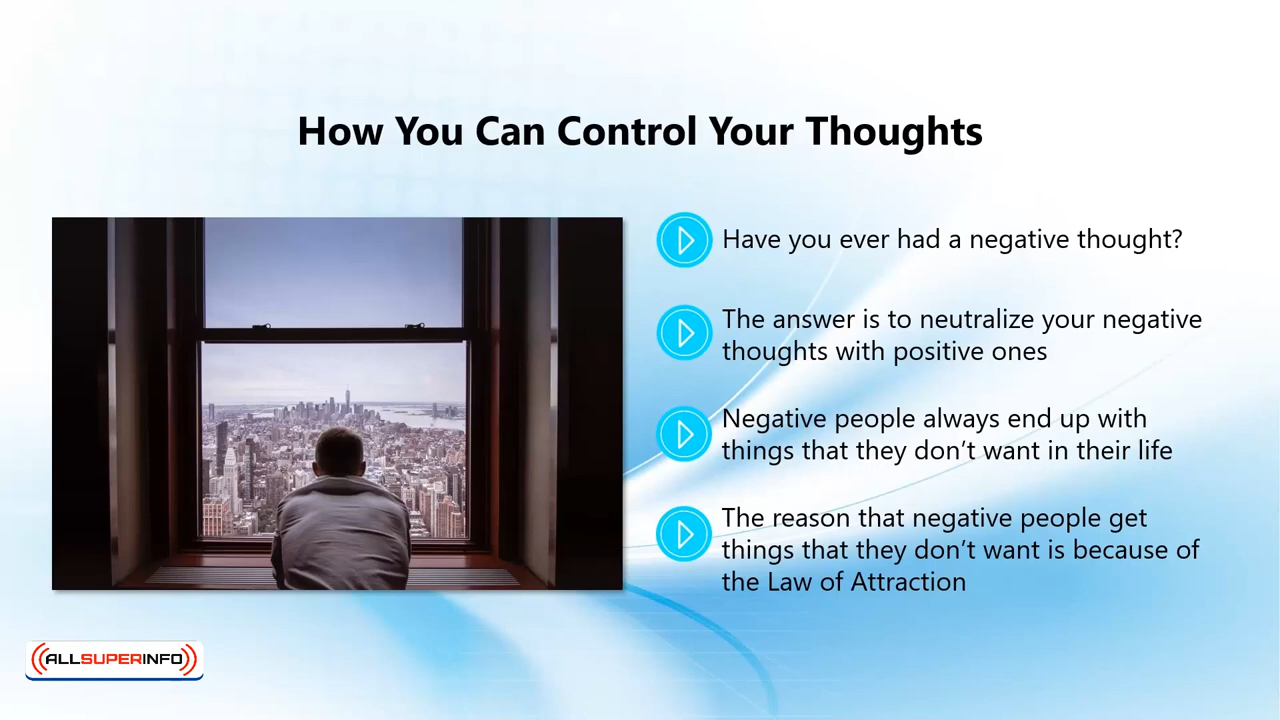 How You Can Control Your Thoughts
Have you ever had a negative thought?
The answer is to neutralize your negative
thoughts with positive ones
Negative people always end up with
things that they don’t want in their life
The reason that negative people get
things that they don’t want is because of
the Law of Attraction
ALLSUPERINFO